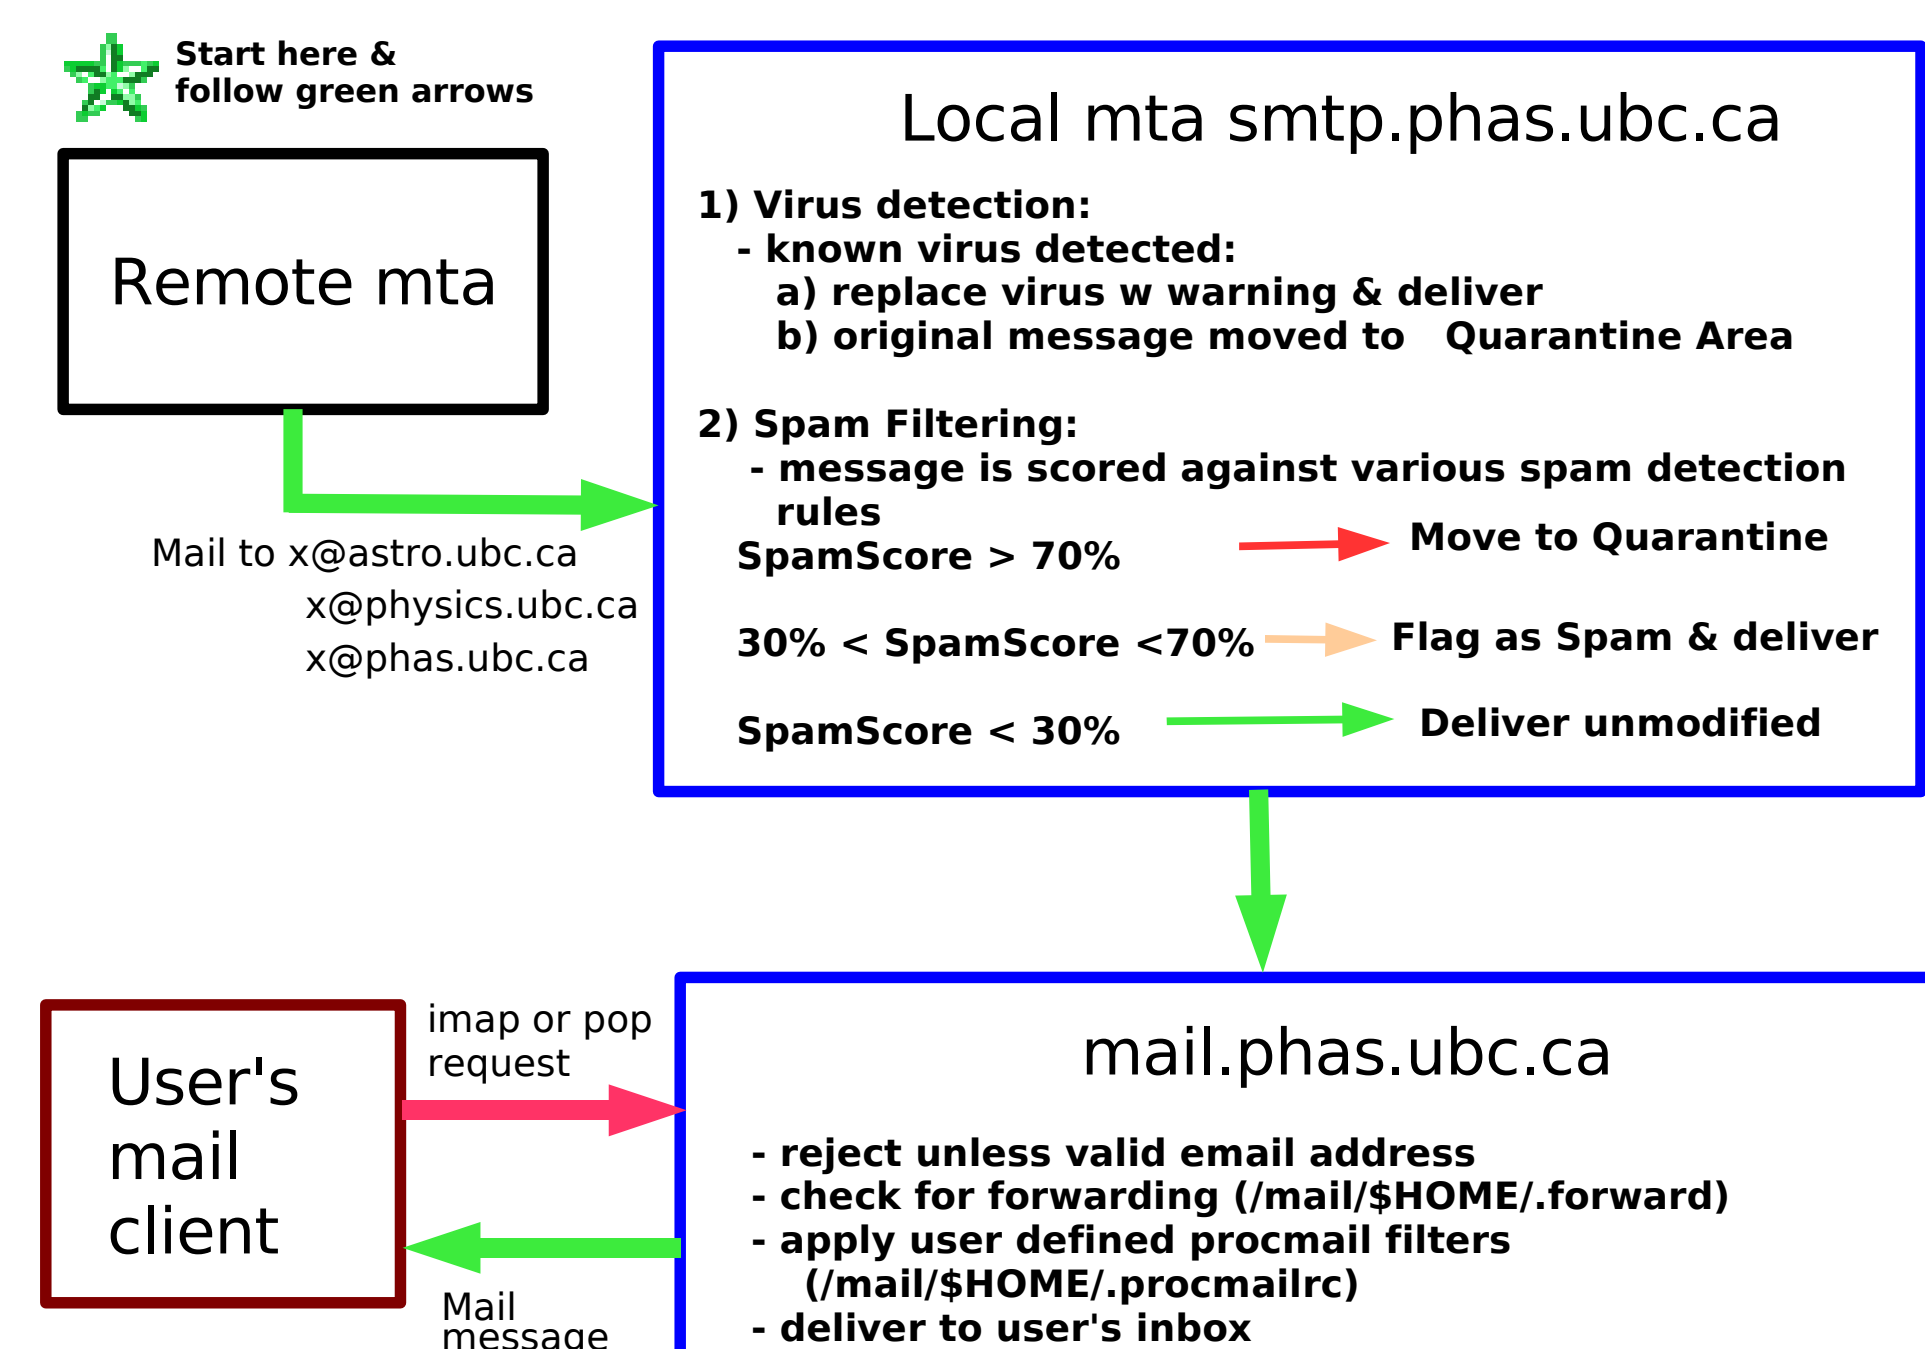 Start here &
follow green arrows
Remote mta
Mail to x@astro.ubc.ca
x@physics.ubc.ca
x@phas.ubc.ca
Local mta smtp.phas.ubc.ca
1) Virus detection:
- known virus detected:
a) replace virus w warning & deliver
b) original message moved to Quarantine Area
2) Spam Filtering:
- message is scored against various spam detection
rules
SpamScore > 70% Move to Quarantine
30% < SpamScore <70% Flag as Spam & deliver
SpamScore < 30% Deliver unmodified
User's
mail
client
imap or pop
request
Mail
message
mail.phas.ubc.ca
- reject unless valid email address
- check for forwarding (/mail/$HOME/.forward)
- apply user defined procmail filters
(/mail/$HOME/.procmailrc)
- deliver to user's inbox